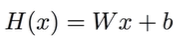 H(x) = Wx + b